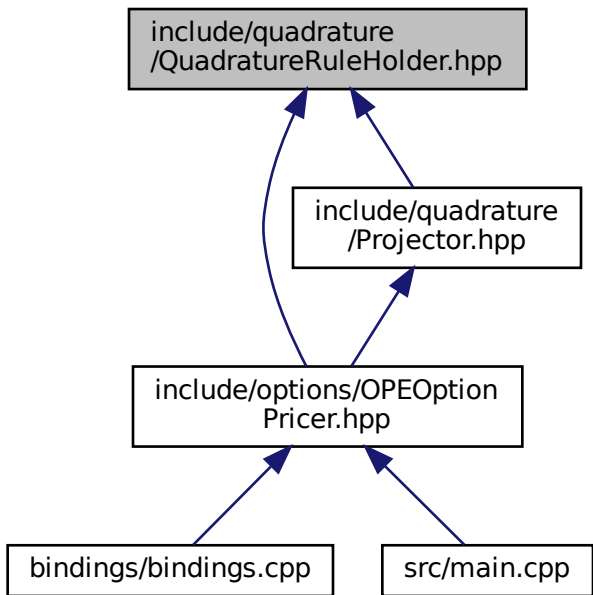 include/quadrature
/QuadratureRuleHolder.hpp
include/quadrature
/Projector.hpp
include/options/OPEOption
Pricer.hpp
bindings/bindings.cpp
src/main.cpp